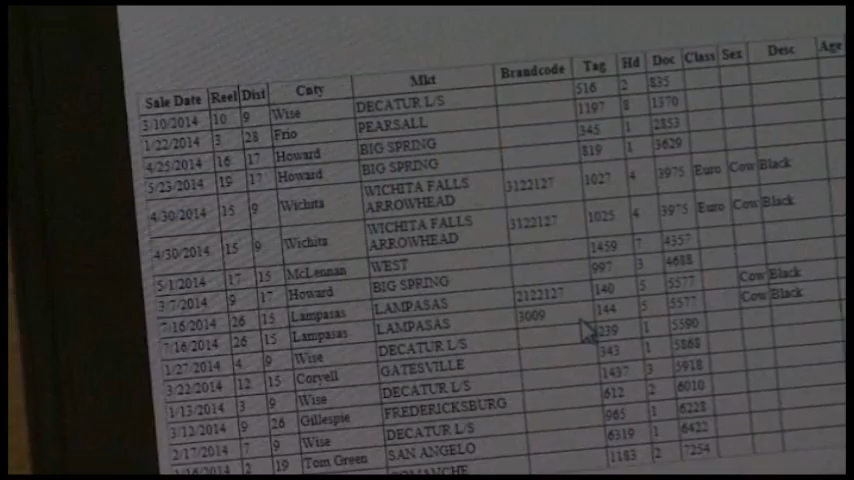 Sale Date Reel Dist Cnty Mkt Brandcode Tag Hd Doc Class Sex Desc Age
3/10/2014 10 9 Wise DECATUR L/S 516 2 835
1/22/2014 3 28 Frio PEARSALL 1197 8 1370
4/25/2014 16 17 Howard BIG SPRING 345 1 2853
5/23/2014 19 17 Howard BIG SPRING 819 1 3629
4/30/2014 15 9 Wichita WICHITA FALLS ARROWHEAD 3122127 1027 4 3975 Euro Cow Black
4/30/2014 15 9 Wichita WICHITA FALLS ARROWHEAD 3122127 1025 4 3975 Euro Cow Black
5/1/2014 17 15 McLennan WEST 1459 7 4357
3/7/2014 9 17 Howard BIG SPRING 997 3 4688
7/16/2014 26 15 Lampasas LAMPASAS 2122127 140 5 5577 Cow Black
7/16/2014 26 15 Lampasas LAMPASAS 3009 144 5 5577 Cow Black
1/27/2014 4 9 Wise DECATUR L/S 239 1 5590
3/22/2014 12 15 Coryell GATESVILLE 343 1 5868
1/13/2014 3 9 Wise DECATUR L/S 1437 3 5918
3/12/2014 9 26 Gillespie FREDERICKSBURG 612 2 6010
2/17/2014 7 9 Wise DECATUR L/S 965 1 6228
1/16/2014 2 19 Tom Green SAN ANGELO 6319 1 6422
COMANCHE 1183 2 7254